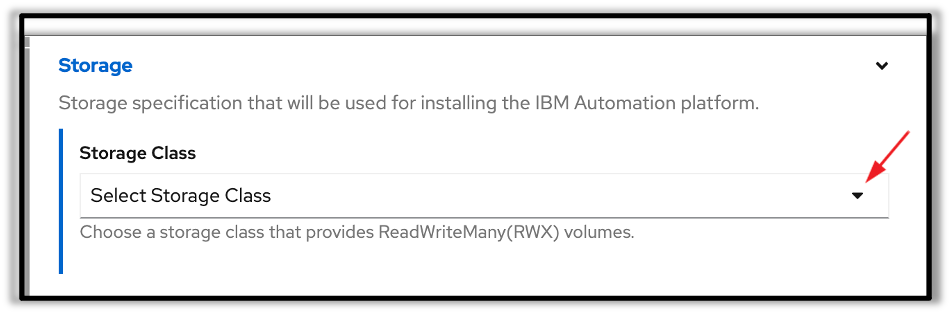 Storage
Storage specification that will be used for installing the IBM Automation platform.
Storage Class
Select Storage Class
Choose a storage class that provides ReadWriteMany(RWX) volumes.